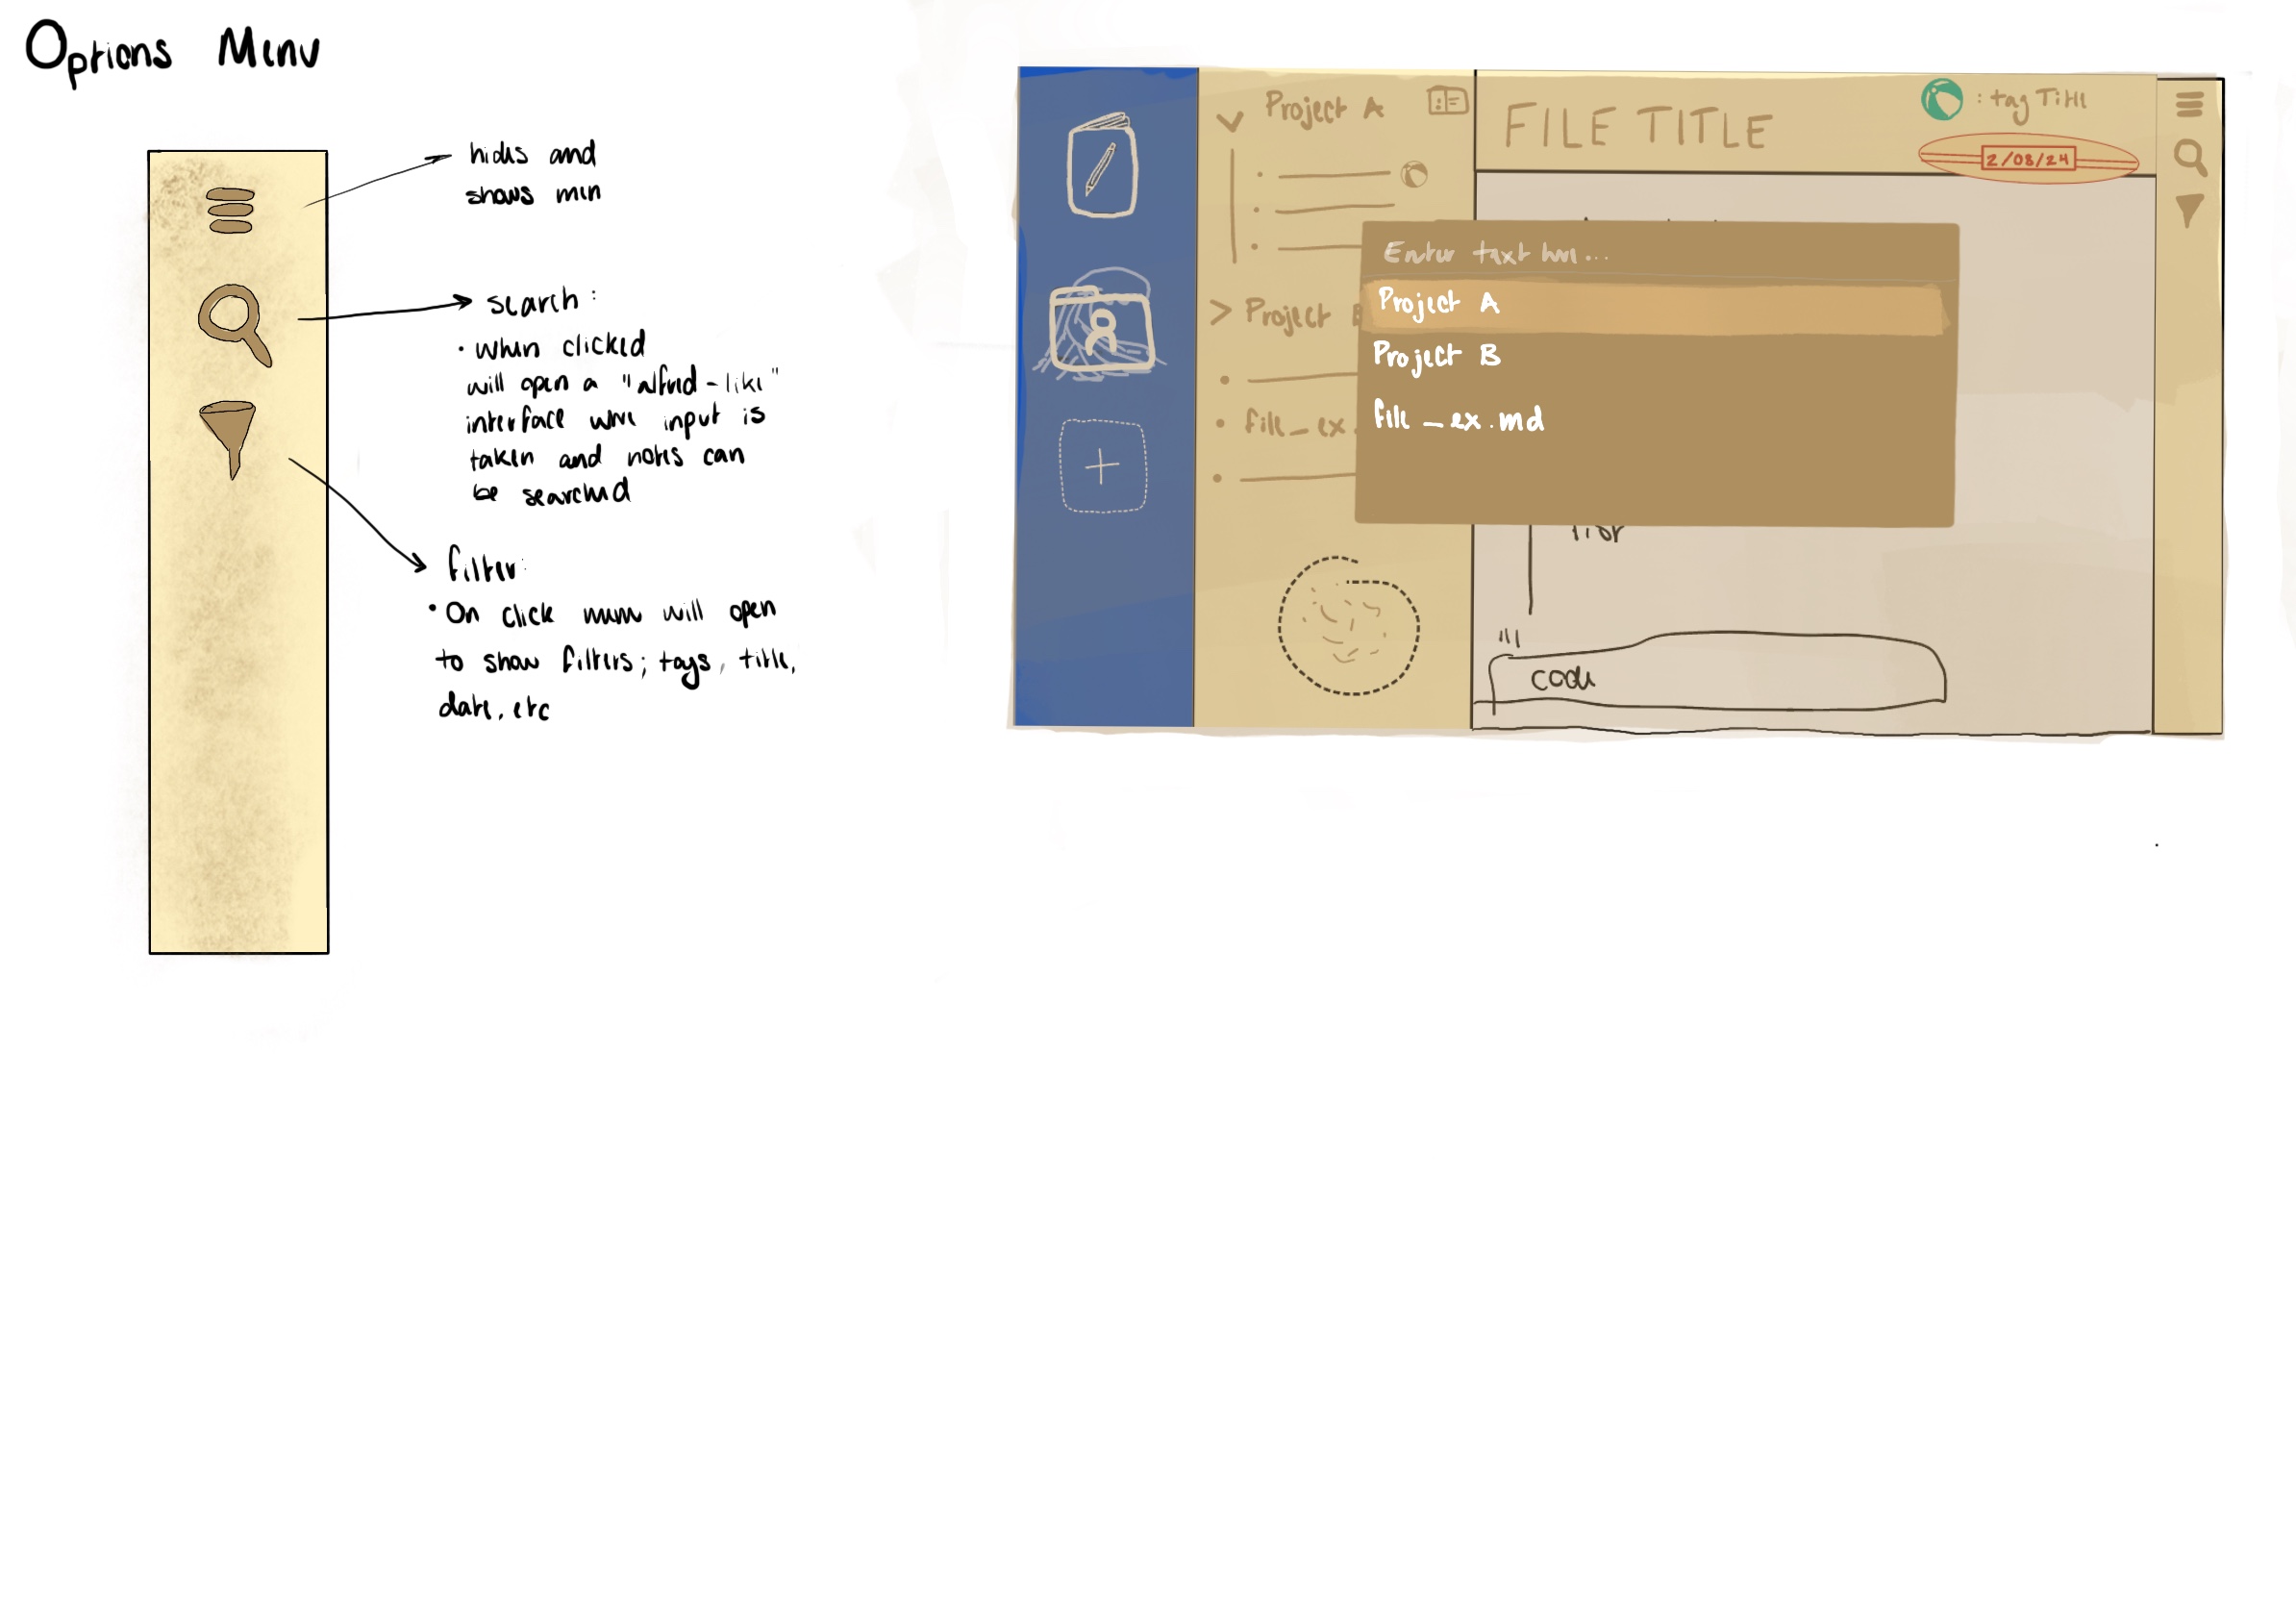 Options Menu
hides and
shows men
search:
• when clicked
will open a "alfred-like"
interface where input is
taken and notes can
be searched
filter:
• On click menu will open
to show filters; tags, title,
date, etc
Project A
Project B
file_ex.
FILE TITLE
: tag Title
2/08/24
Enter text here...
Project A
Project B
file_ex.md
list
code